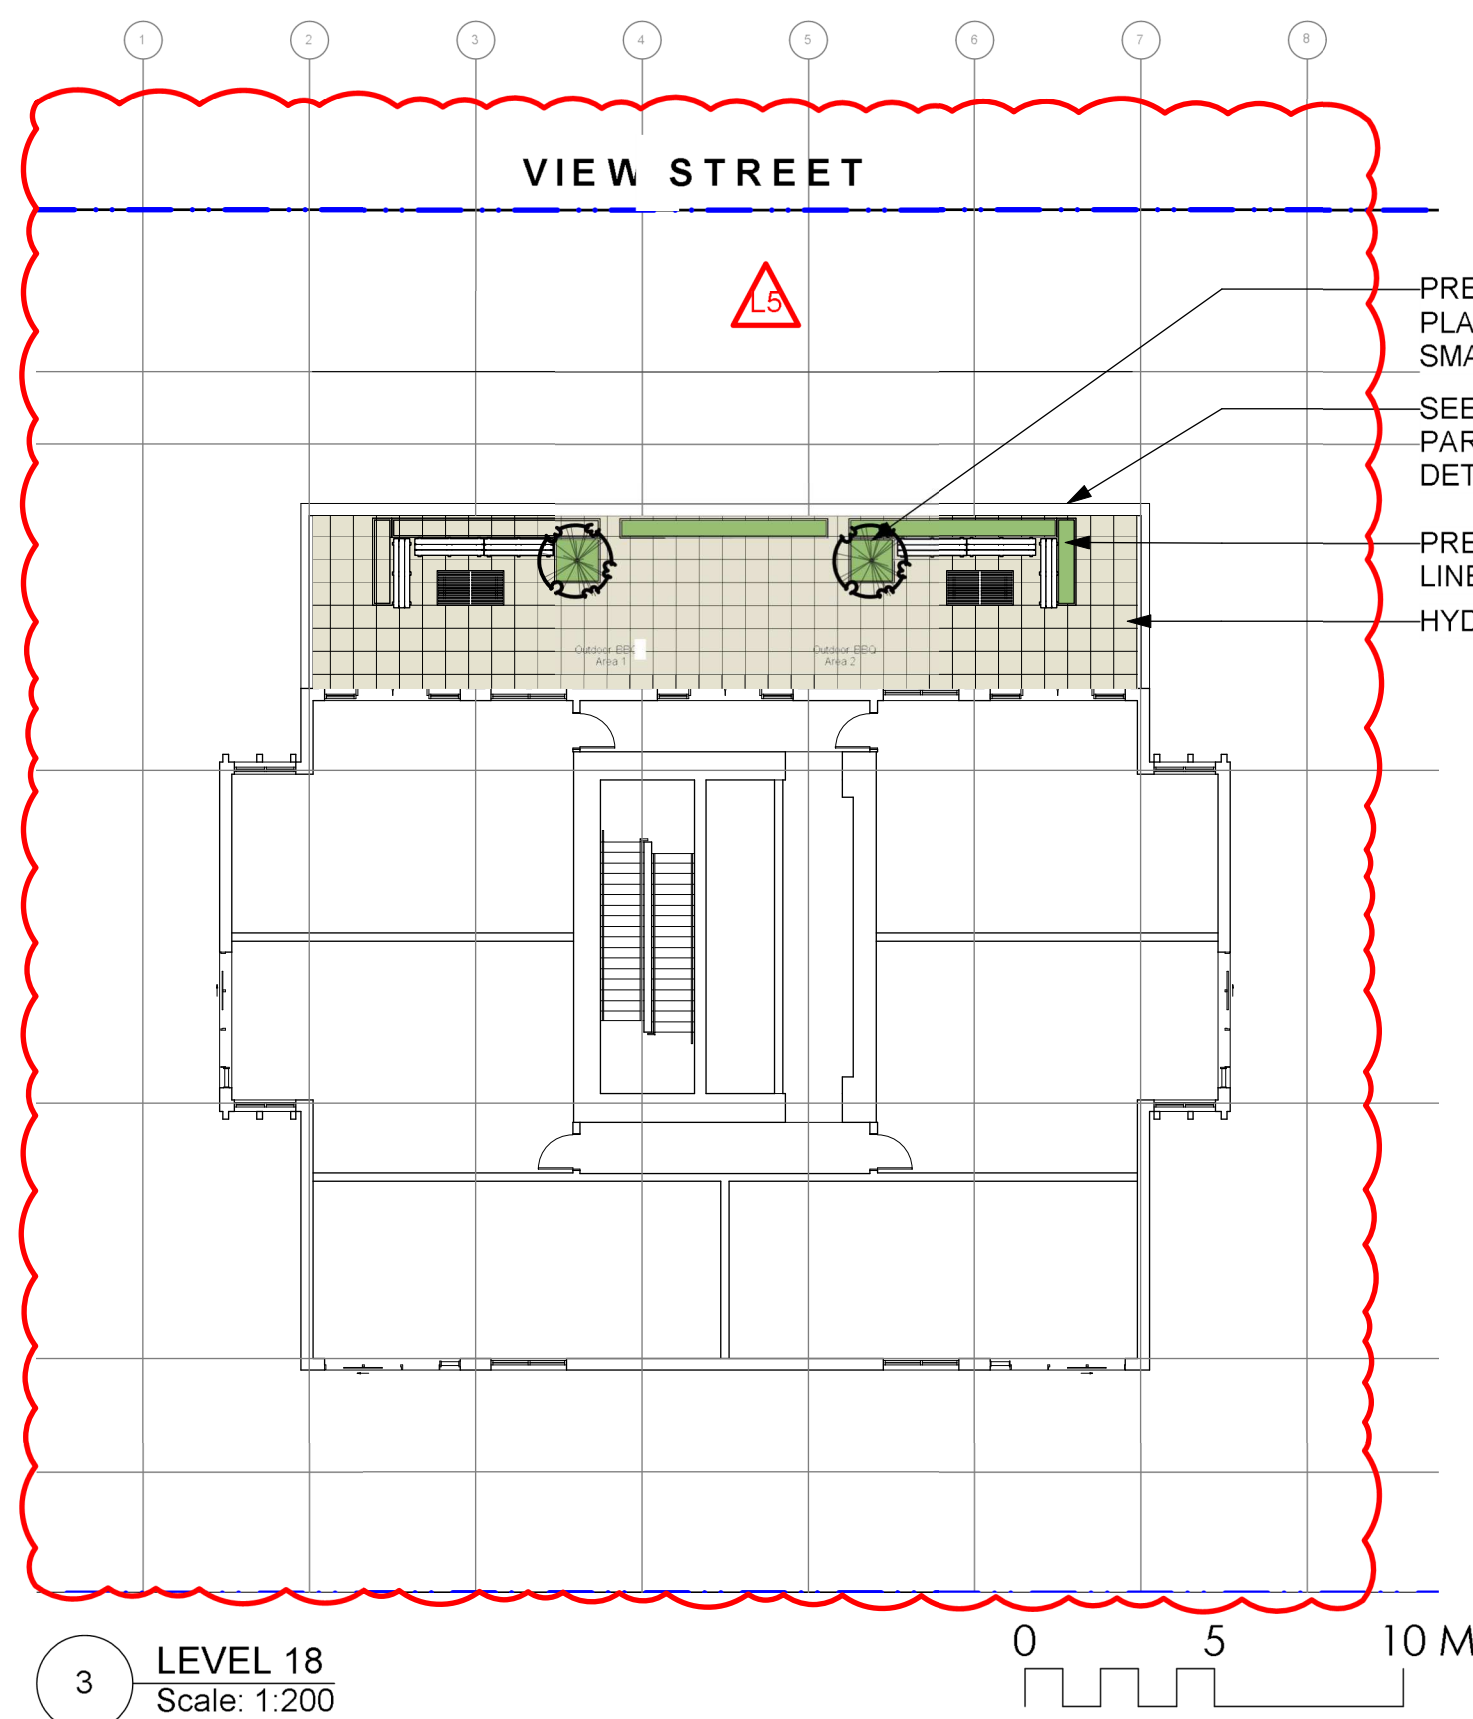 1 2 3 4 5 6 7 8
VIEW STREET
L5
PRE
PLA
SMA
SEE
PAR
DET
PRE
LINE
HYD
Outdoor BBQ
Area 1
Outdoor BBQ
Area 2
3
LEVEL 18
Scale: 1:200
0 5 10 M